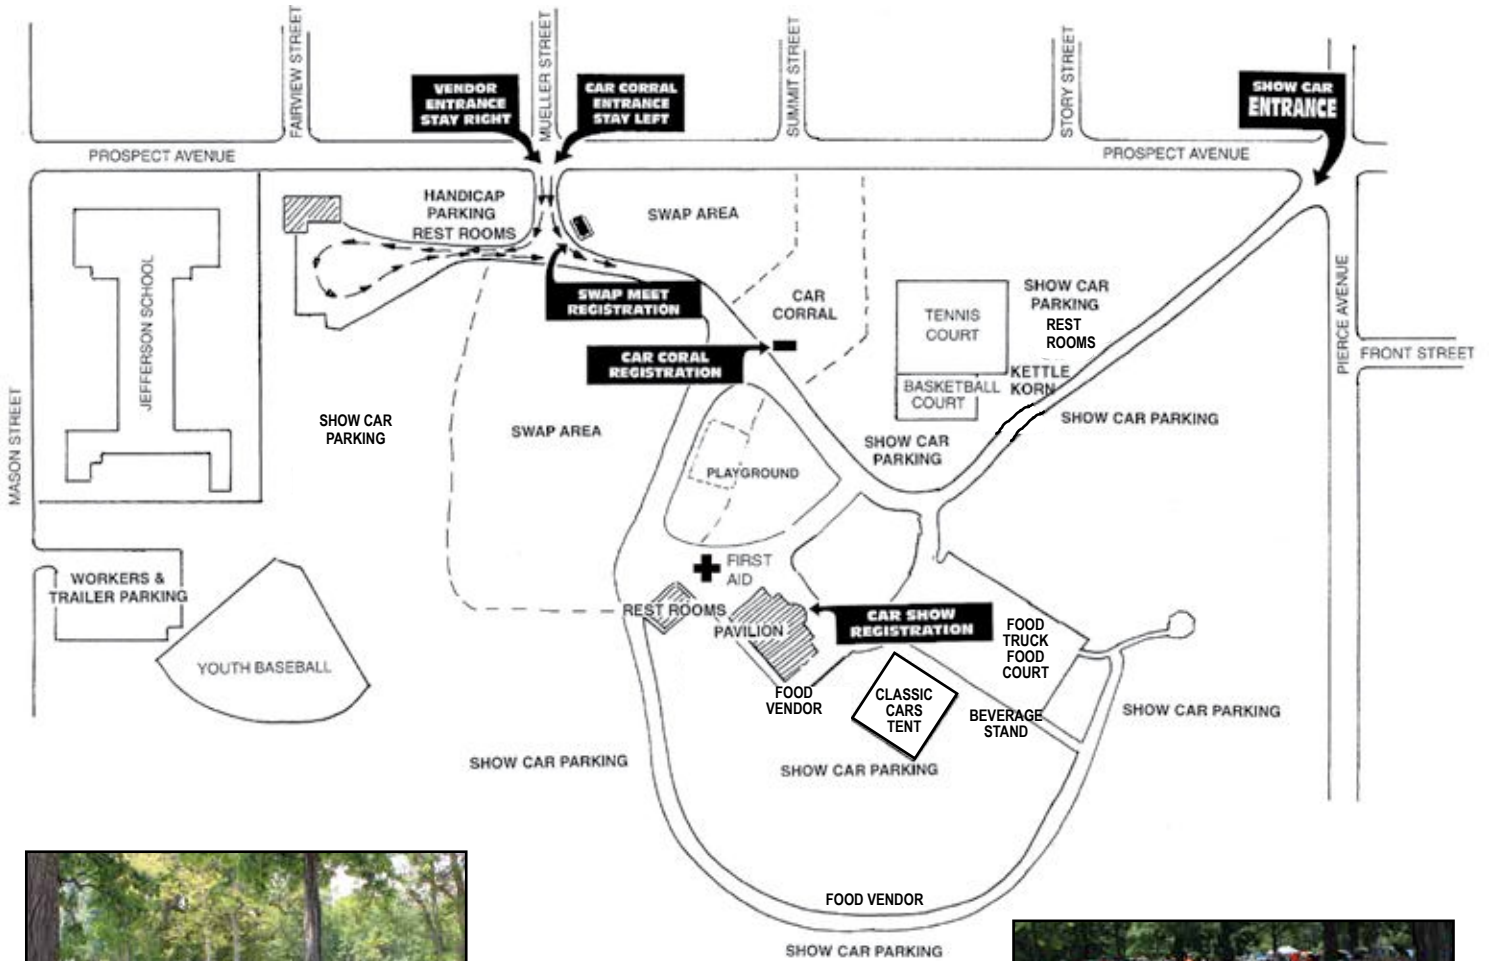 FAIRVIEW STREET
MUELLER STREET
SUMMIT STREET
STORY STREET
VENDOR
ENTRANCE
STAY RIGHT
CAR CORRAL
ENTRANCE
STAY LEFT
SHOW CAR
ENTRANCE
PROSPECT AVENUE
PROSPECT AVENUE
HANDICAP
PARKING
REST ROOMS
SWAP AREA
JEFFERSON SCHOOL
SWAP MEET
REGISTRATION
CAR
CORRAL
TENNIS
COURT
SHOW CAR
PARKING
REST
ROOMS
PIERCE AVENUE
FRONT STREET
CAR CORAL
REGISTRATION
BASKETBALL
COURT
KETTLE
KORN
MASON STREET
SHOW CAR
PARKING
SWAP AREA
SHOW CAR
PARKING
SHOW CAR PARKING
PLAYGROUND
FIRST
AID
WORKERS &
TRAILER PARKING
REST ROOMS
PAVILION
CAR SHOW
REGISTRATION
FOOD
TRUCK
FOOD
COURT
YOUTH BASEBALL
FOOD
VENDOR
CLASSIC
CARS
TENT
BEVERAGE
STAND
SHOW CAR PARKING
SHOW CAR PARKING
SHOW CAR PARKING
FOOD VENDOR
SHOW CAR PARKING